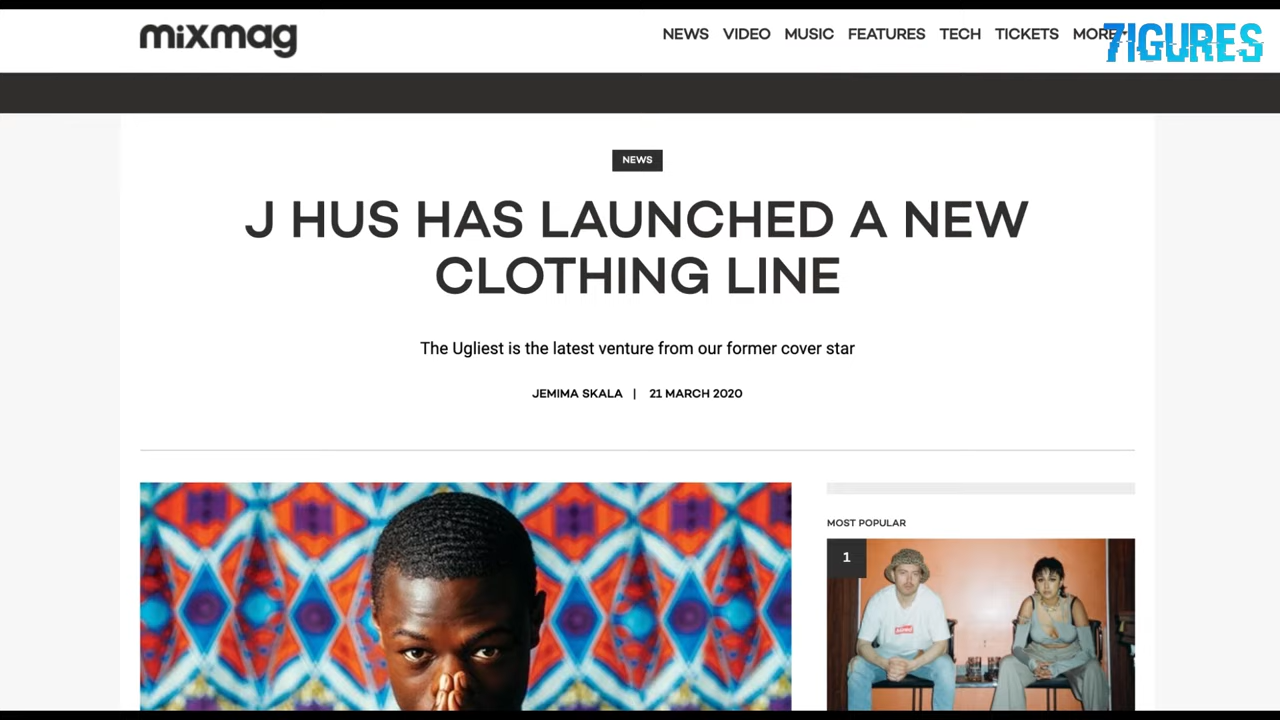 mixmag
NEWS VIDEO MUSIC FEATURES TECH TICKETS MORE
7IGURES
NEWS
J HUS HAS LAUNCHED A NEW
CLOTHING LINE
The Ugliest is the latest venture from our former cover star
JEMIMA SKALA | 21 MARCH 2020
MOST POPULAR
1